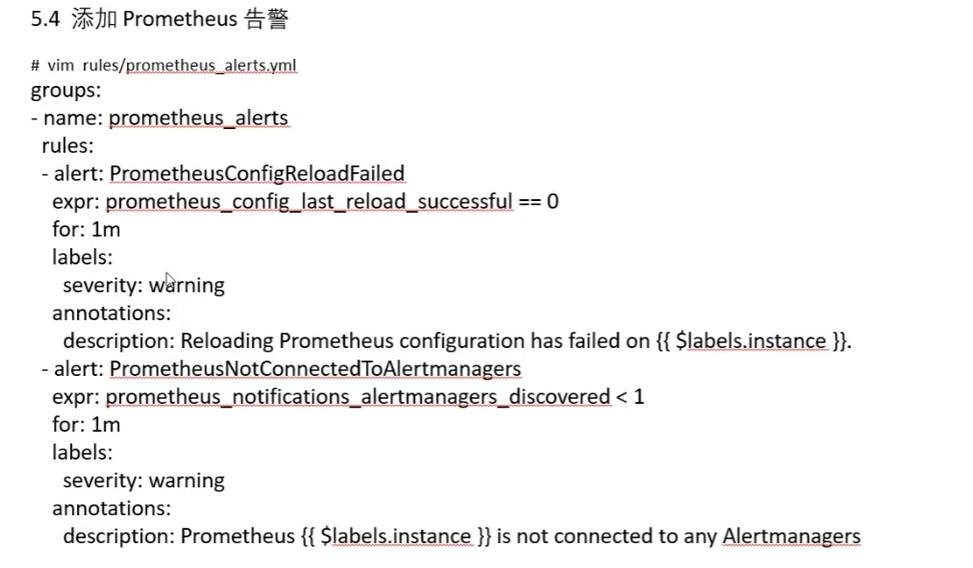 5.4 添加 Prometheus 告警
# vim rules/prometheus_alerts.yml
groups:
- name: prometheus_alerts
rules:
- alert: PrometheusConfigReloadFailed
expr: prometheus_config_last_reload_successful == 0
for: 1m
labels:
severity: warning
annotations:
description: Reloading Prometheus configuration has failed on {{ $labels.instance }}.
- alert: PrometheusNotConnectedToAlertmanagers
expr: prometheus_notifications_alertmanagers_discovered < 1
for: 1m
labels:
severity: warning
annotations:
description: Prometheus {{ $labels.instance }} is not connected to any Alertmanagers